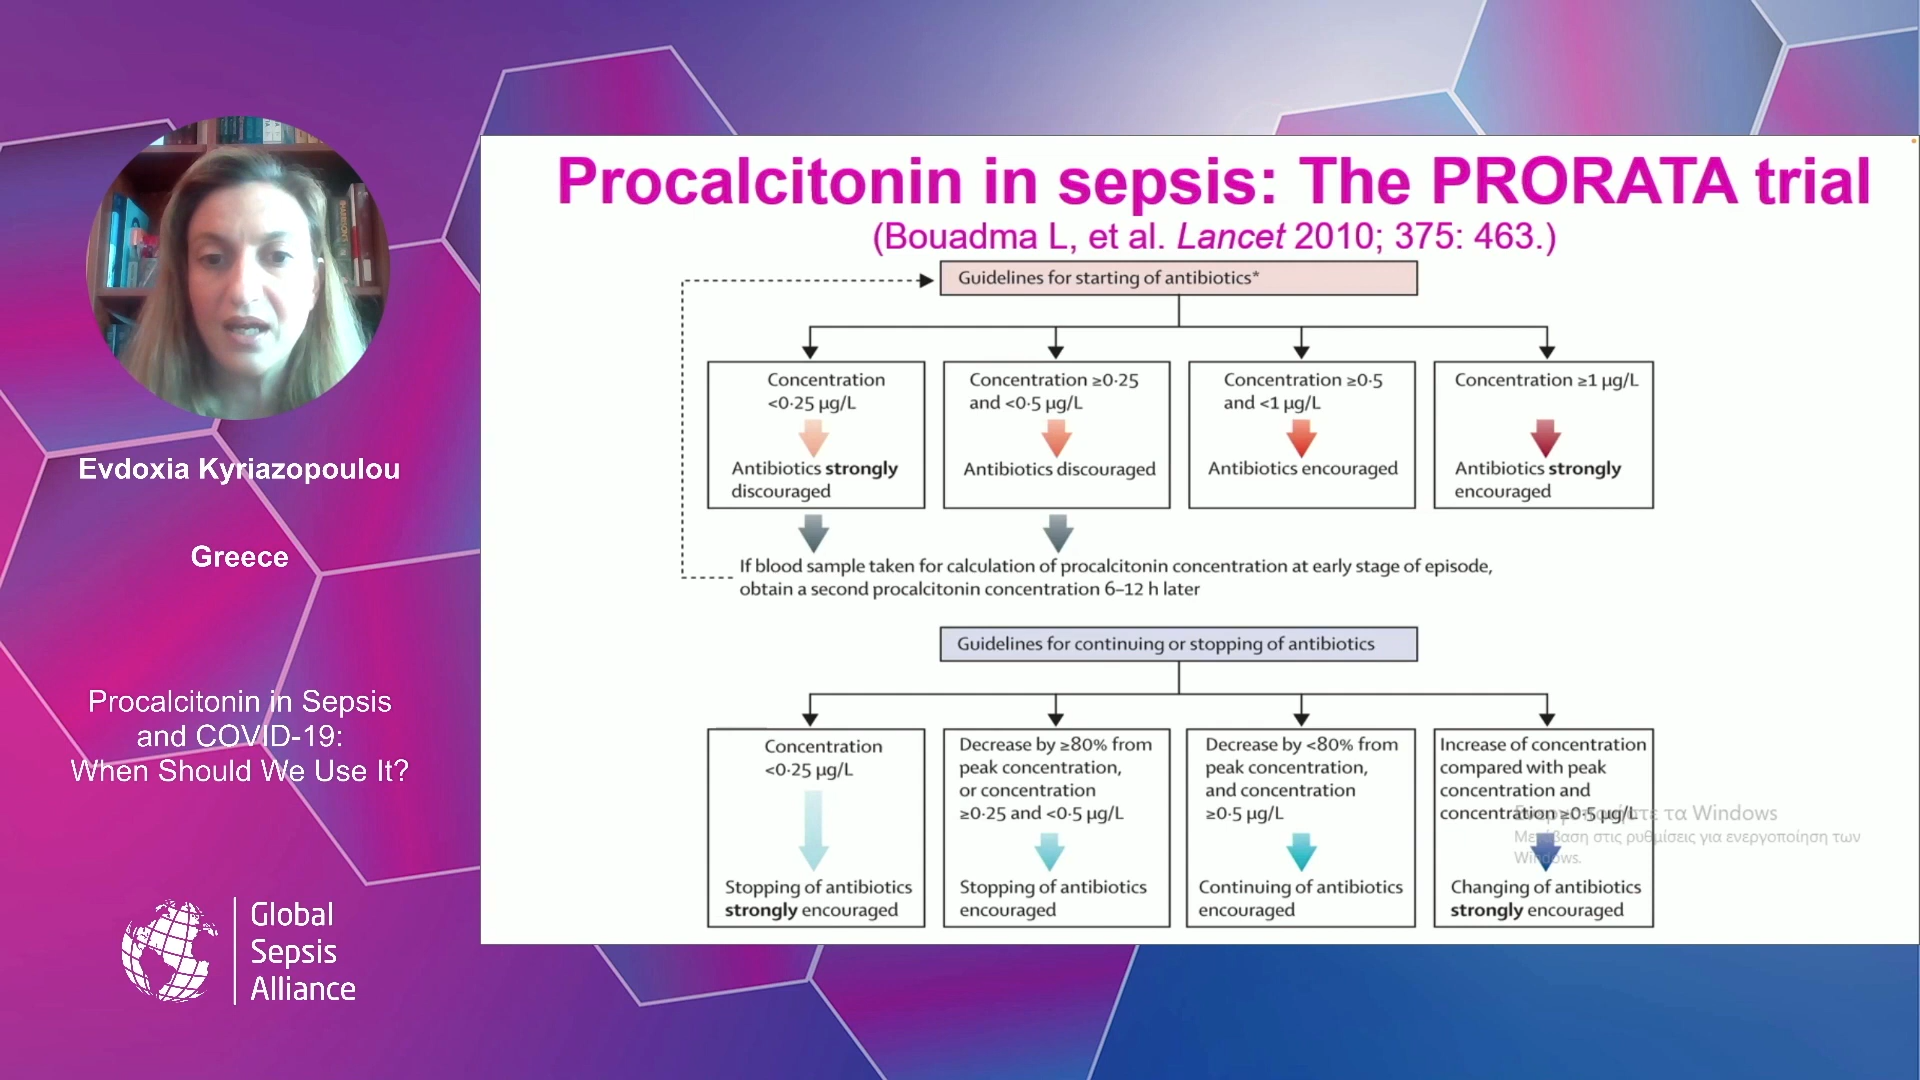 Procalcitonin in sepsis: The PRORATA trial
(Bouadma L, et al. Lancet 2010; 375: 463.)
Guidelines for starting of antibiotics*
Concentration
<0·25 µg/L
Antibiotics strongly
discouraged
Concentration ≥0·25
and <0·5 µg/L
Antibiotics discouraged
Concentration ≥0·5
and <1 µg/L
Antibiotics encouraged
Concentration ≥1 µg/L
Antibiotics strongly
encouraged
If blood sample taken for calculation of procalcitonin concentration at early stage of episode,
obtain a second procalcitonin concentration 6–12 h later
Guidelines for continuing or stopping of antibiotics
Concentration
<0·25 µg/L
Stopping of antibiotics
strongly encouraged
Decrease by ≥80% from
peak concentration,
or concentration
≥0·25 and <0·5 µg/L
Stopping of antibiotics
encouraged
Decrease by <80% from
peak concentration,
and concentration
≥0·5 µg/L
Continuing of antibiotics
encouraged
Increase of concentration
compared with peak
concentration and
concentration ≥0·5 µg/L
Changing of antibiotics
strongly encouraged
τα Windows
Μετάβαση στις ρυθμίσεις για ενεργοποίηση των
Windows.
Evdoxia Kyriazopoulou
Greece
Procalcitonin in Sepsis
and COVID-19:
When Should We Use It?
Global
Sepsis
Alliance